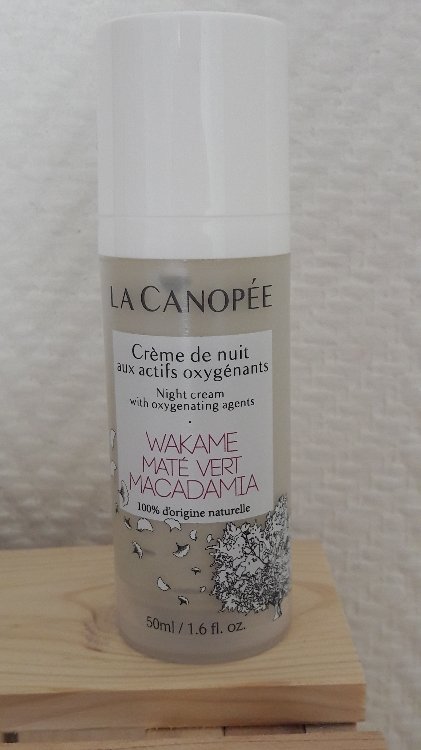 LA CANOPÉE
Crème de nuit
aux actifs oxygénants
Night cream
with oxygenating agents
WAKAME
MATÉ VERT
MACADAMIA
100% d'origine naturelle
50ml / 1.6 fl. oz.